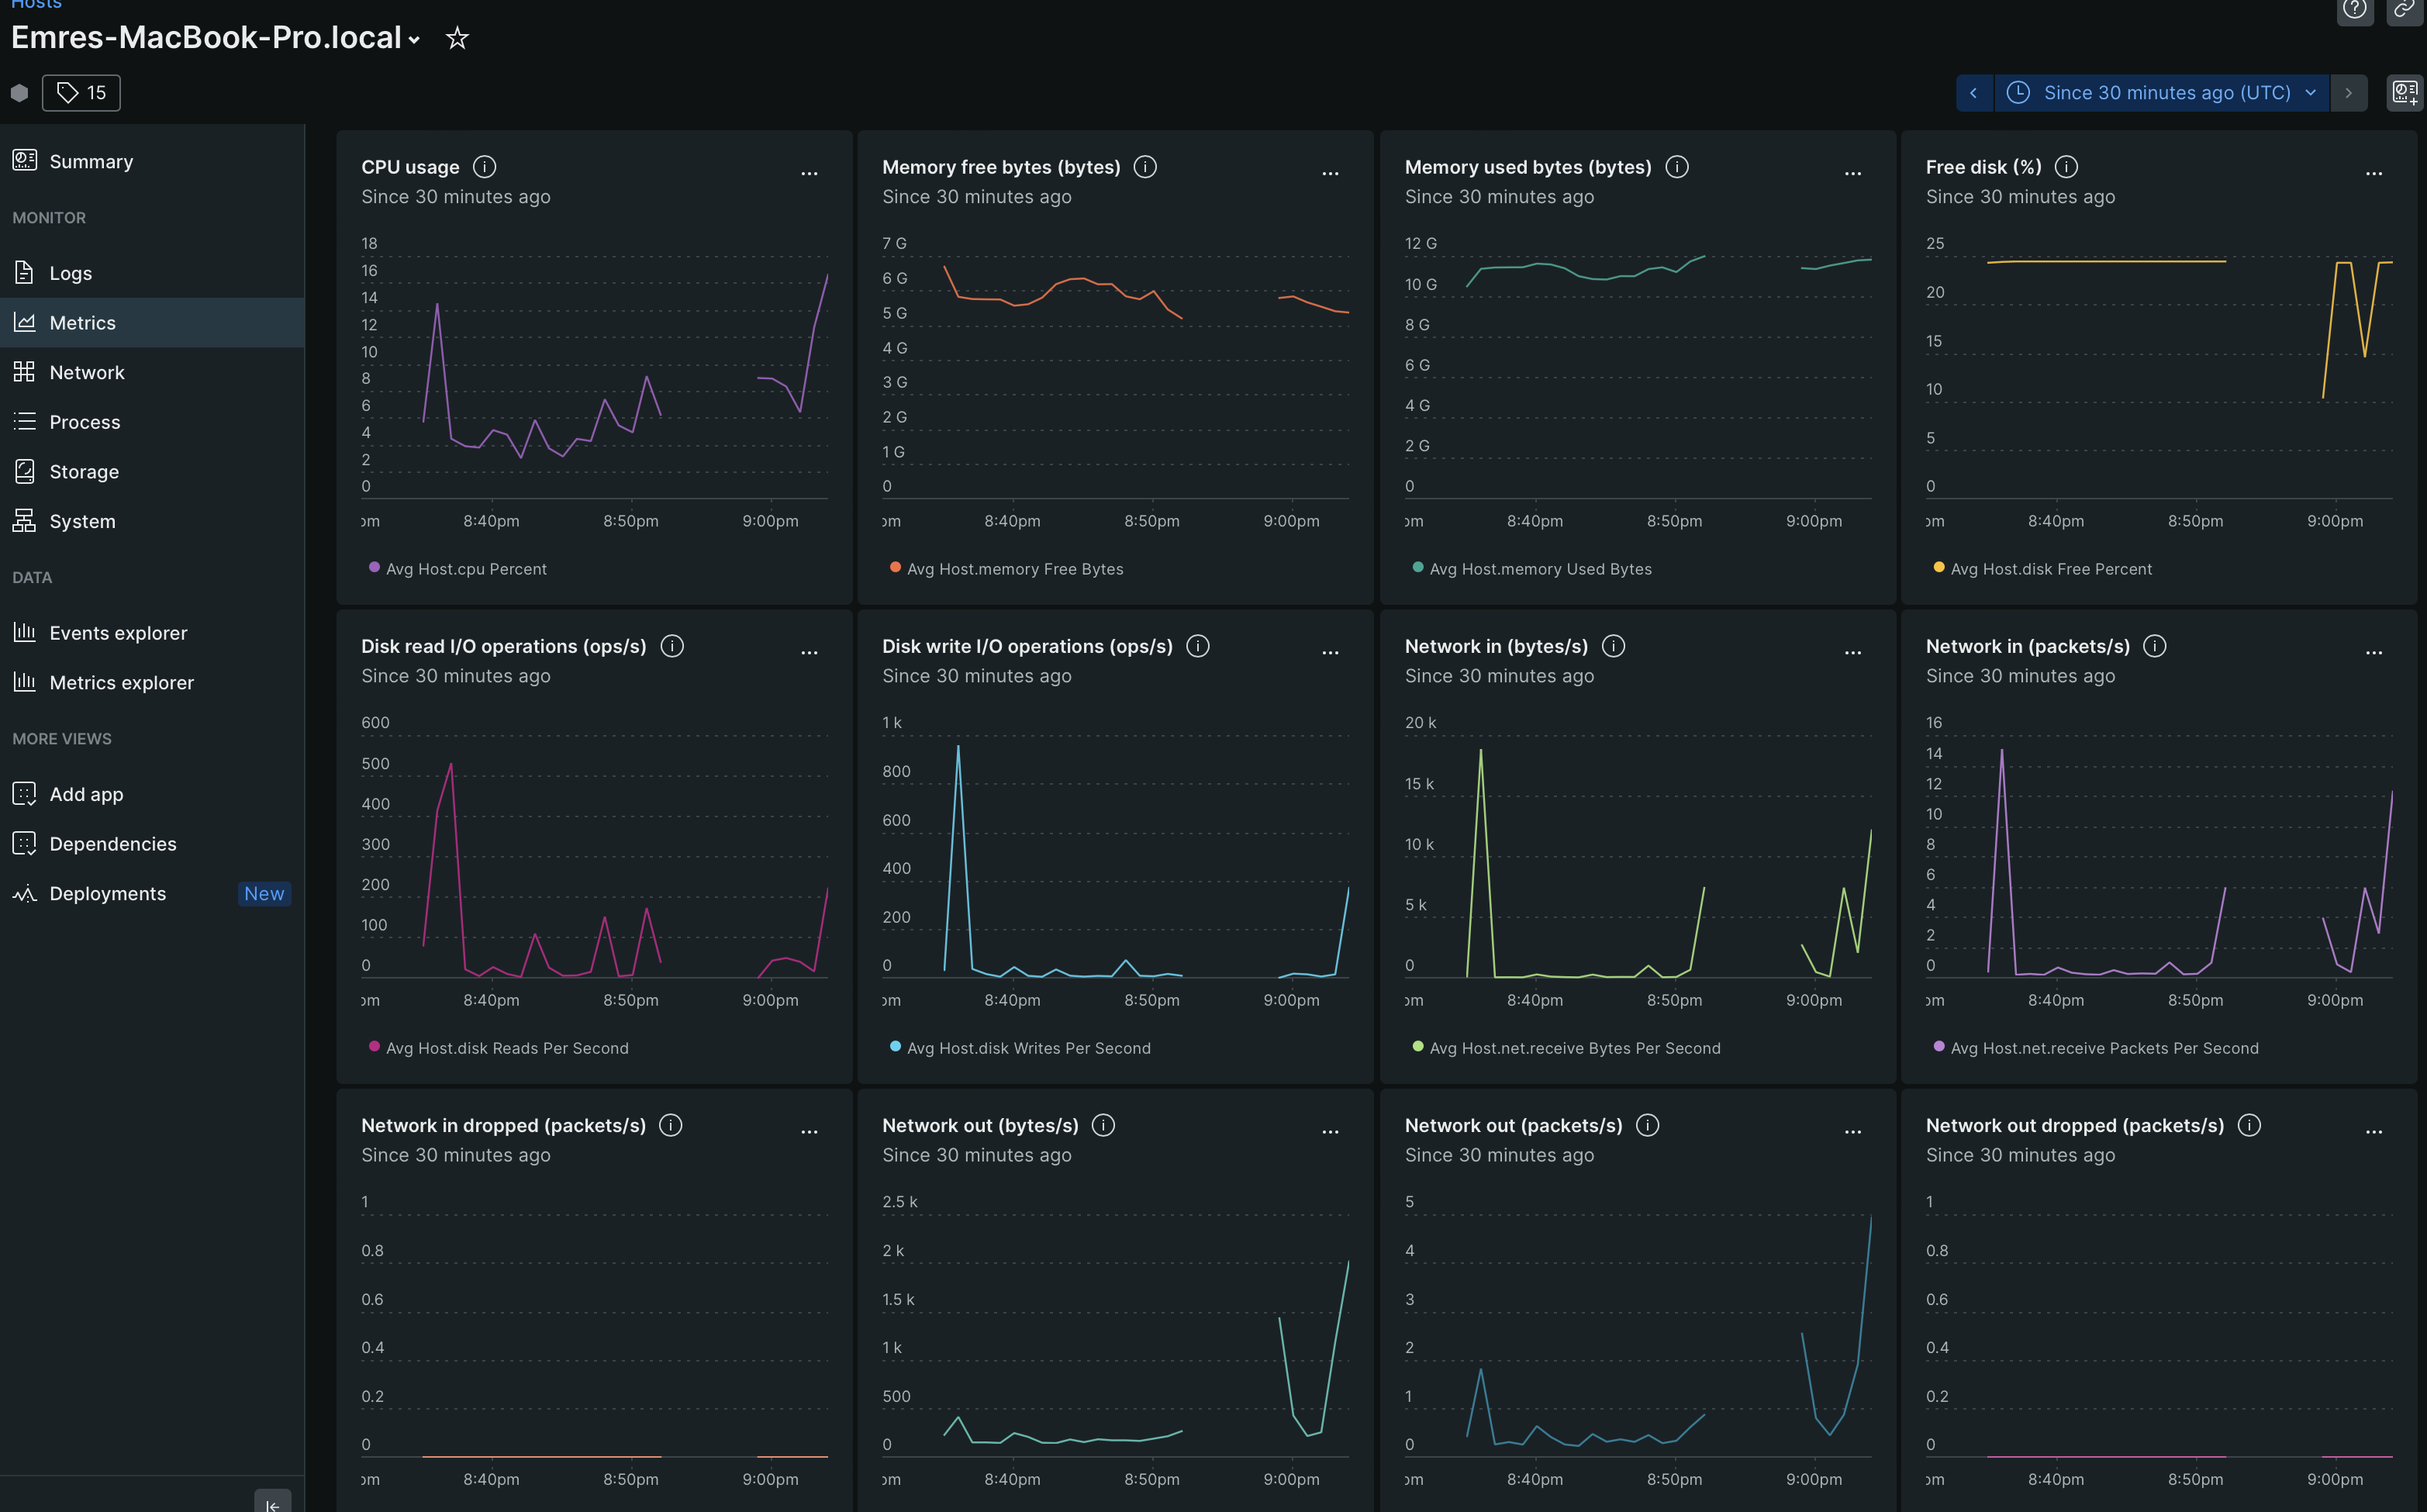 Hosts
Emres-MacBook-Pro.local
15
Since 30 minutes ago (UTC)
Summary
MONITOR
Logs
Metrics
Network
Process
Storage
System
DATA
Events explorer
Metrics explorer
MORE VIEWS
Add app
Dependencies
Deployments New
CPU usage
Since 30 minutes ago
18
16
14
12
10
8
6
4
2
0
pm 8:40pm 8:50pm 9:00pm
Avg Host.cpu Percent
Memory free bytes (bytes)
Since 30 minutes ago
7 G
6 G
5 G
4 G
3 G
2 G
1 G
0
pm 8:40pm 8:50pm 9:00pm
Avg Host.memory Free Bytes
Memory used bytes (bytes)
Since 30 minutes ago
12 G
10 G
8 G
6 G
4 G
2 G
0
pm 8:40pm 8:50pm 9:00pm
Avg Host.memory Used Bytes
Free disk (%)
Since 30 minutes ago
25
20
15
10
5
0
pm 8:40pm 8:50pm 9:00pm
Avg Host.disk Free Percent
Disk read I/O operations (ops/s)
Since 30 minutes ago
600
500
400
300
200
100
0
pm 8:40pm 8:50pm 9:00pm
Avg Host.disk Reads Per Second
Disk write I/O operations (ops/s)
Since 30 minutes ago
1 k
800
600
400
200
0
pm 8:40pm 8:50pm 9:00pm
Avg Host.disk Writes Per Second
Network in (bytes/s)
Since 30 minutes ago
20 k
15 k
10 k
5 k
0
pm 8:40pm 8:50pm 9:00pm
Avg Host.net.receive Bytes Per Second
Network in (packets/s)
Since 30 minutes ago
16
14
12
10
8
6
4
2
0
pm 8:40pm 8:50pm 9:00pm
Avg Host.net.receive Packets Per Second
Network in dropped (packets/s)
Since 30 minutes ago
1
0.8
0.6
0.4
0.2
0
pm 8:40pm 8:50pm 9:00pm
Network out (bytes/s)
Since 30 minutes ago
2.5 k
2 k
1.5 k
1 k
500
0
pm 8:40pm 8:50pm 9:00pm
Network out (packets/s)
Since 30 minutes ago
5
4
3
2
1
0
pm 8:40pm 8:50pm 9:00pm
Network out dropped (packets/s)
Since 30 minutes ago
1
0.8
0.6
0.4
0.2
0
pm 8:40pm 8:50pm 9:00pm